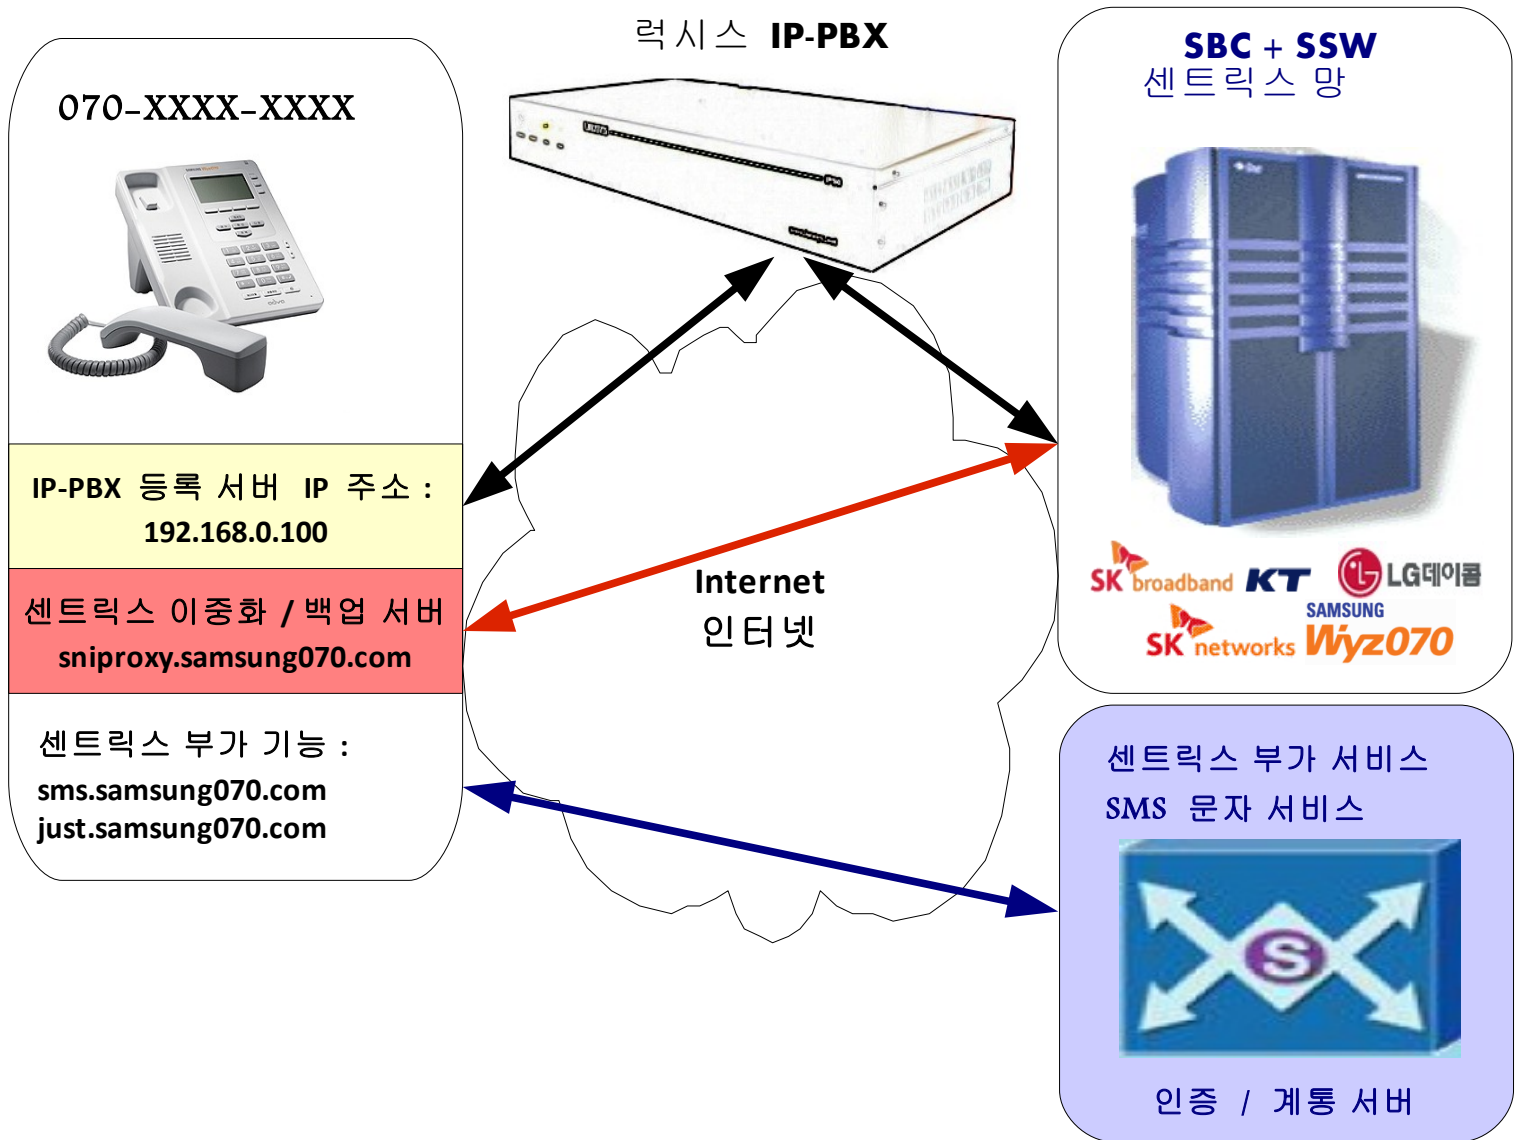 럭시스 IP-PBX
070-XXXX-XXXX
IP-PBX 등록 서버 IP 주소 :
192.168.0.100
센트릭스 이중화 / 백업 서버
sniproxy.samsung070.com
센트릭스 부가 기능 :
sms.samsung070.com
just.samsung070.com
Internet
인터넷
SBC + SSW
센트릭스 망
SK broadband KT LG데이콤
SK networks SAMSUNG Wyz070
센트릭스 부가 서비스
SMS 문자 서비스
S
인증 / 계통 서버